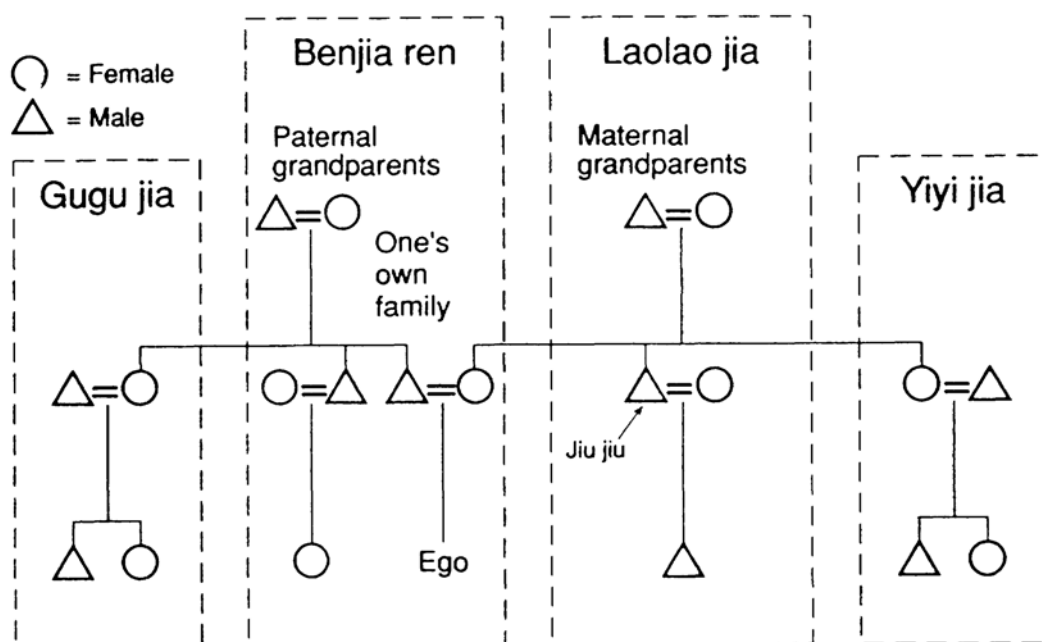 = Female
= Male
Gugu jia
Benjia ren
Paternal
grandparents
One's
own
family
Ego
Laolao jia
Maternal
grandparents
Jiu jiu
Yiyi jia